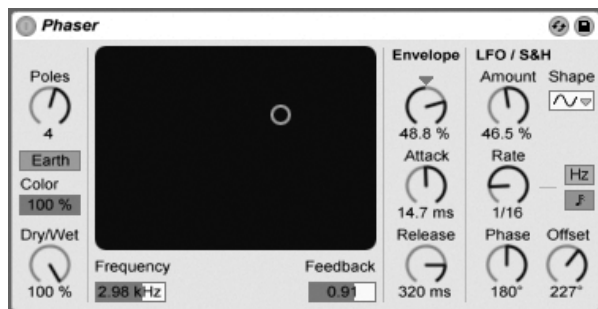 Phaser
Poles
4
Earth
Color
100 %
Dry/Wet
100 %
Frequency
2.98 kHz
Feedback
0.91
Envelope
48.8 %
Attack
14.7 ms
Release
320 ms
LFO / S&H
Amount
46.5 %
Shape
Rate
1/16
Hz
Phase
180°
Offset
227°